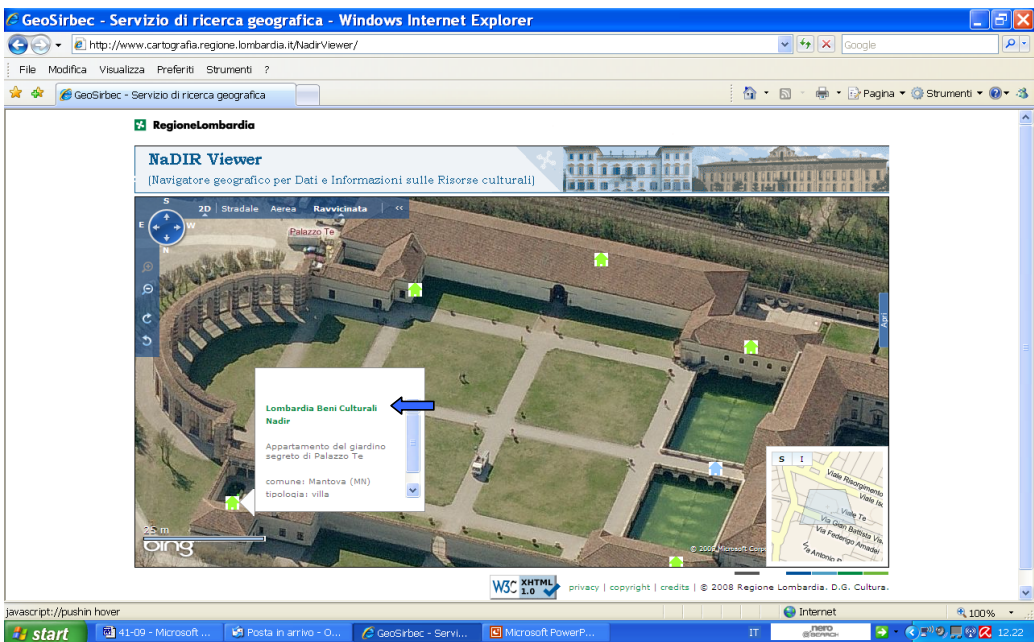 GeoSirbec - Servizio di ricerca geografica - Windows Internet Explorer
http://www.cartografia.regione.lombardia.it/NadirViewer/
Google
File Modifica Visualizza Preferiti Strumenti ?
GeoSirbec - Servizio di ricerca geografica
Pagina Strumenti
RegioneLombardia
NaDIR Viewer
(Navigatore geografico per Dati e Informazioni sulle Risorse culturali)
S
2D Stradale Aerea Ravvicinata <<
E W
N
Palazzo Te
Apri
Lombardia Beni Culturali
Nadir
Appartamento del giardino
segreto di Palazzo Te
comune: Mantova (MN)
tipologia: villa
S I
Viale Risorgimento
Viale Te
Via Gian Battista
Via Federigo Amadei
Via Antonio
25 m
bing
© 2009 Microsoft Corp
W3C XHTML 1.0
privacy | copyright | credits | © 2008 Regione Lombardia. D.G. Cultura.
javascript://pushin hover
Internet
100%
start
41-09 - Microsoft ...
Posta in arrivo - O...
GeoSirbec - Servi...
Microsoft PowerP...
IT
nero
SEARCH
12.22